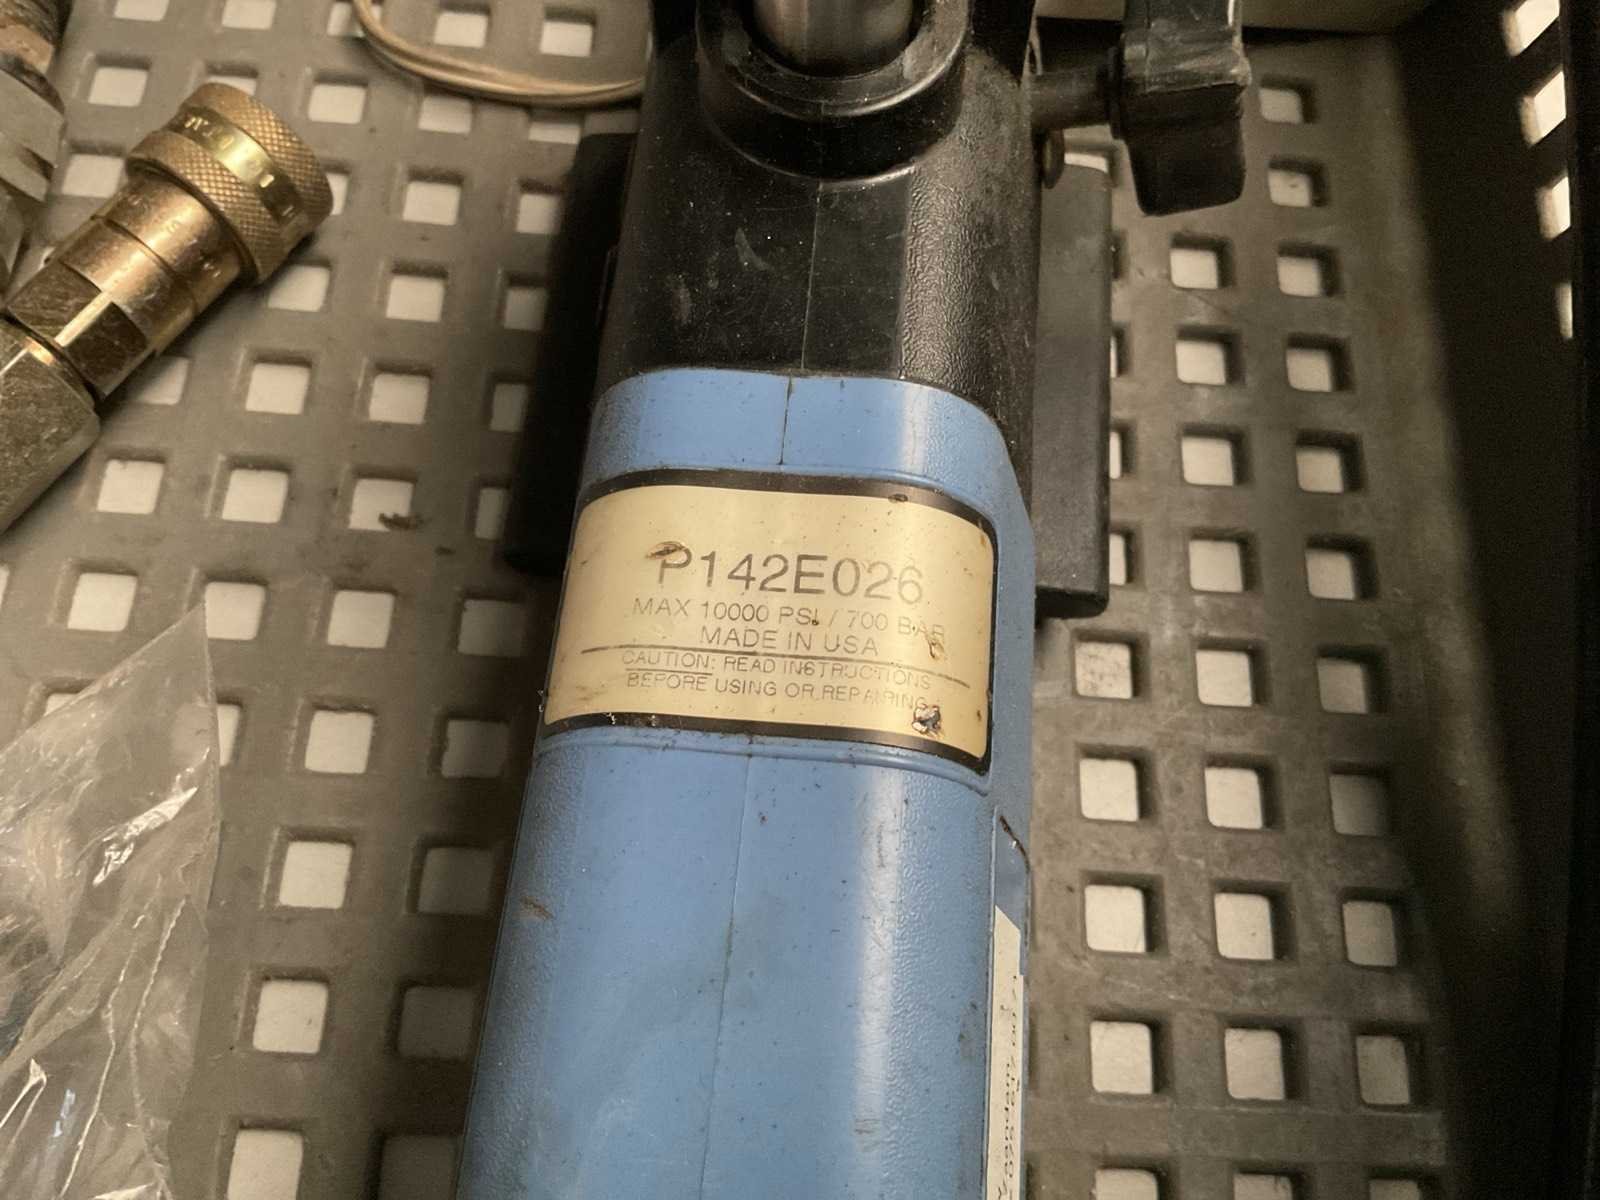 P142E026
MAX 10000 PSI / 700 BAR
MADE IN USA
CAUTION: READ INSTRUCTIONS
BEFORE USING OR REPAIRING